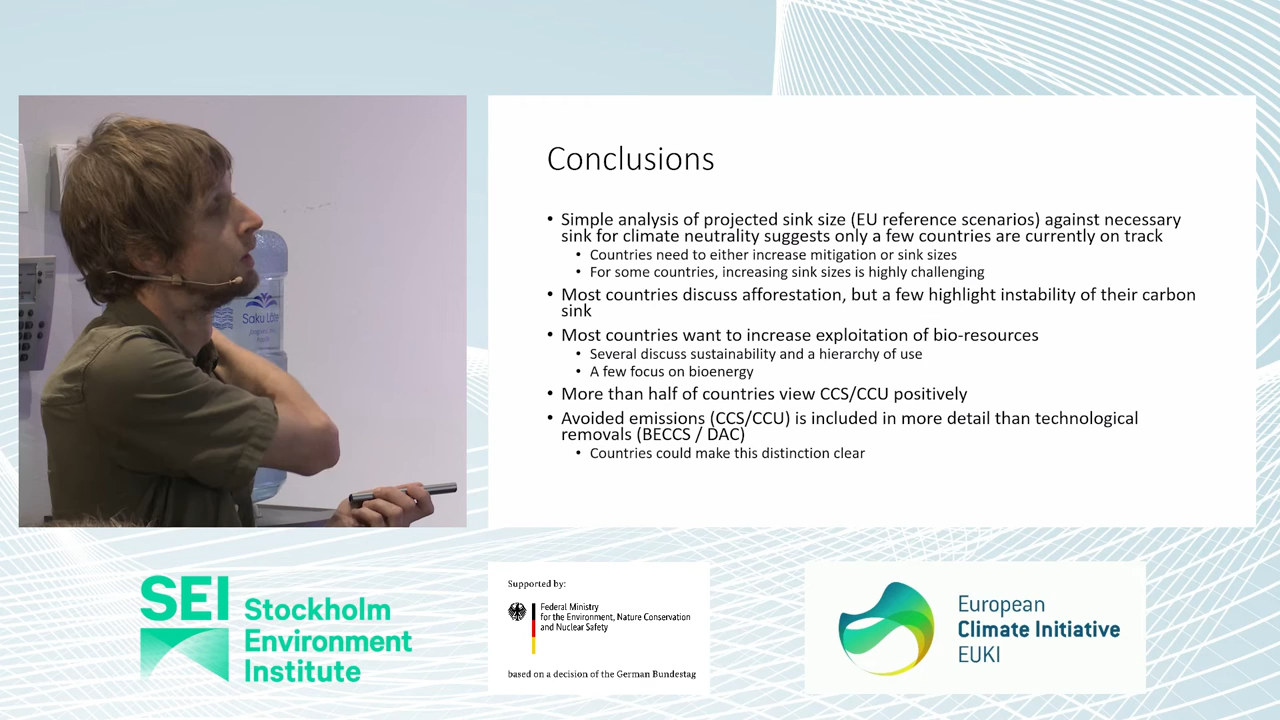 Conclusions
• Simple analysis of projected sink size (EU reference scenarios) against necessary
sink for climate neutrality suggests only a few countries are currently on track
• Countries need to either increase mitigation or sink sizes
• For some countries, increasing sink sizes is highly challenging
• Most countries discuss afforestation, but a few highlight instability of their carbon
sink
• Most countries want to increase exploitation of bio-resources
• Several discuss sustainability and a hierarchy of use
• A few focus on bioenergy
• More than half of countries view CCS/CCU positively
• Avoided emissions (CCS/CCU) is included in more detail than technological
removals (BECCS / DAC)
• Countries could make this distinction clear
Saku Läte
SEI Stockholm
Environment
Institute
Supported by:
Federal Ministry
for the Environment, Nature Conservation
and Nuclear Safety
based on a decision of the German Bundestag
European
Climate Initiative
EUKI